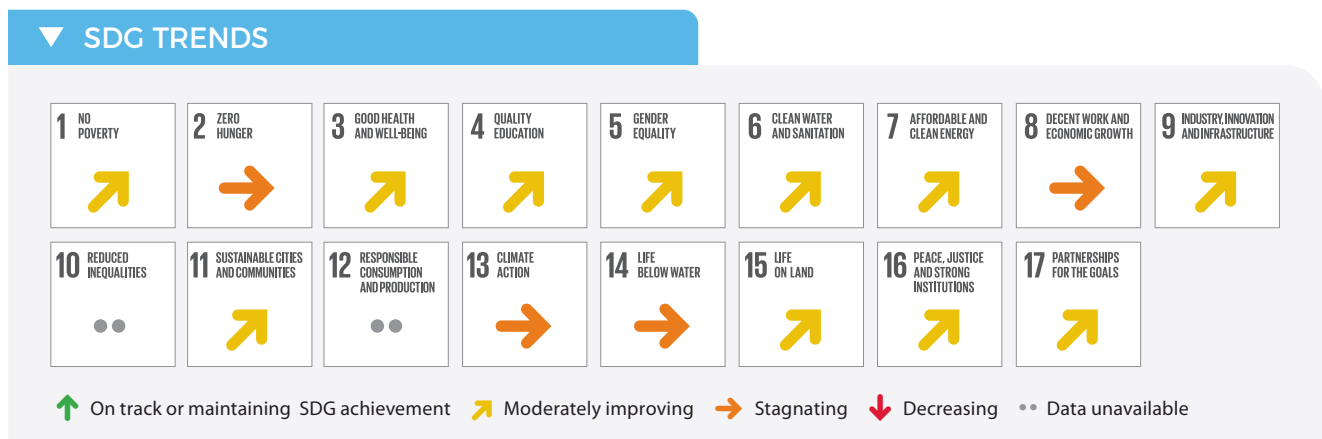 SDG TRENDS
1 NO
POVERTY
2 ZERO
HUNGER
3 GOOD HEALTH
AND WELL-BEING
4 QUALITY
EDUCATION
5 GENDER
EQUALITY
6 CLEAN WATER
AND SANITATION
7 AFFORDABLE AND
CLEAN ENERGY
8 DECENT WORK AND
ECONOMIC GROWTH
9 INDUSTRY, INNOVATION
AND INFRASTRUCTURE
10 REDUCED
INEQUALITIES
11 SUSTAINABLE CITIES
AND COMMUNITIES
12 RESPONSIBLE
CONSUMPTION
AND PRODUCTION
13 CLIMATE
ACTION
14 LIFE
BELOW WATER
15 LIFE
ON LAND
16 PEACE, JUSTICE
AND STRONG
INSTITUTIONS
17 PARTNERSHIPS
FOR THE GOALS
On track or maintaining SDG achievement Moderately improving Stagnating Decreasing Data unavailable